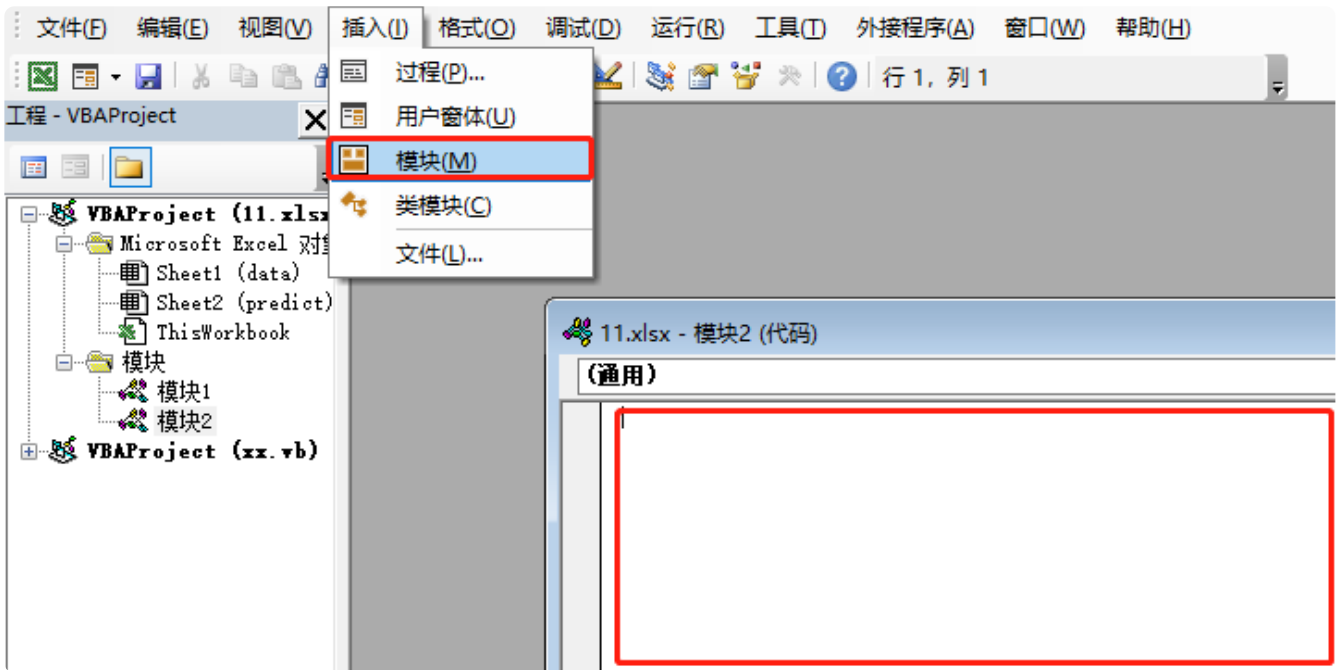 文件(F) 编辑(E) 视图(V) 插入(I) 格式(O) 调试(D) 运行(R) 工具(T) 外接程序(A) 窗口(W) 帮助(H)
行 1, 列 1
过程(P)...
用户窗体(U)
模块(M)
类模块(C)
文件(L)...
工程 - VBAProject
VBAProject (11.xlsx
Microsoft Excel 对
Sheet1 (data)
Sheet2 (predict)
ThisWorkbook
模块
模块1
模块2
VBAProject (xx.vb)
11.xlsx - 模块2 (代码)
(通用)